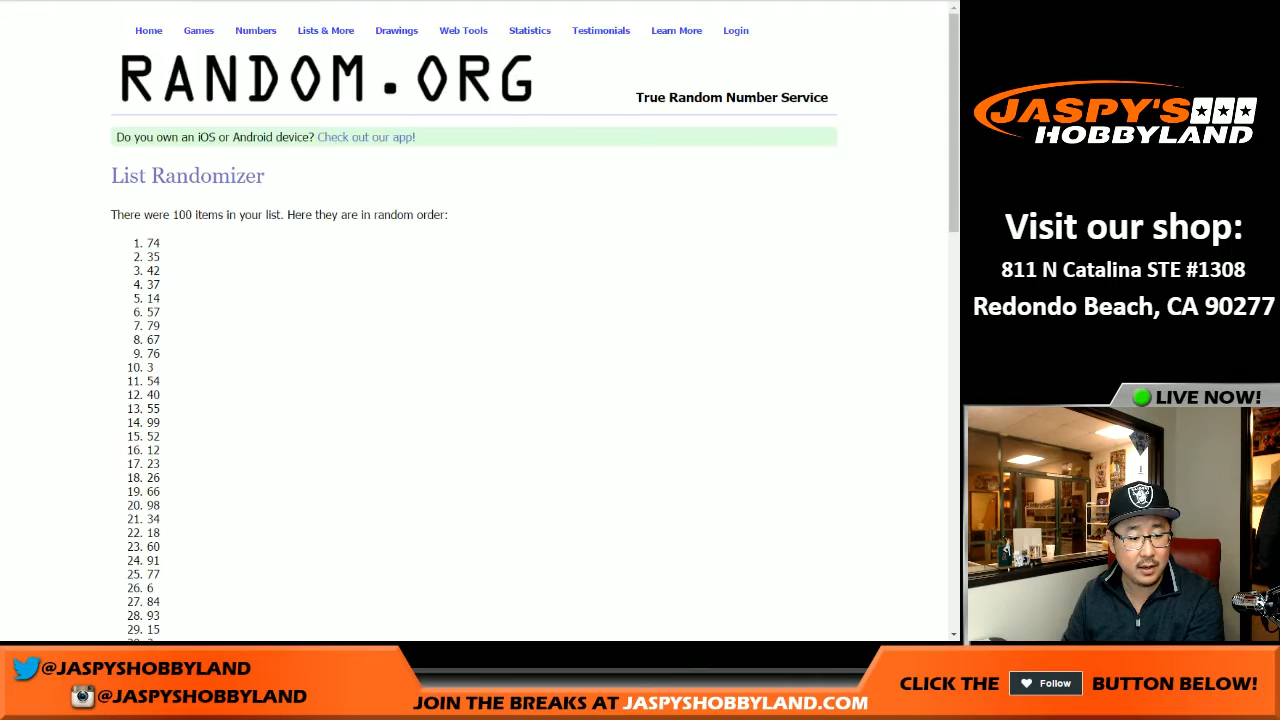 Home Games Numbers Lists & More Drawings Web Tools Statistics Testimonials Learn More Login
RANDOM.ORG
True Random Number Service
Do you own an iOS or Android device? Check out our app!
List Randomizer
There were 100 items in your list. Here they are in random order:
1. 74
2. 35
3. 42
4. 37
5. 14
6. 57
7. 79
8. 67
9. 76
10. 3
11. 54
12. 40
13. 55
14. 99
15. 52
16. 12
17. 23
18. 26
19. 66
20. 98
21. 34
22. 18
23. 60
24. 91
25. 77
26. 6
27. 84
28. 93
29. 15
JASPY'S
HOBBYLAND
Visit our shop:
811 N Catalina STE #1308
Redondo Beach, CA 90277
LIVE NOW!
@JASPYSHOBBYLAND
@JASPYSHOBBYLAND
JOIN THE BREAKS AT JASPYSHOBBYLAND.COM
CLICK THE Follow BUTTON BELOW!